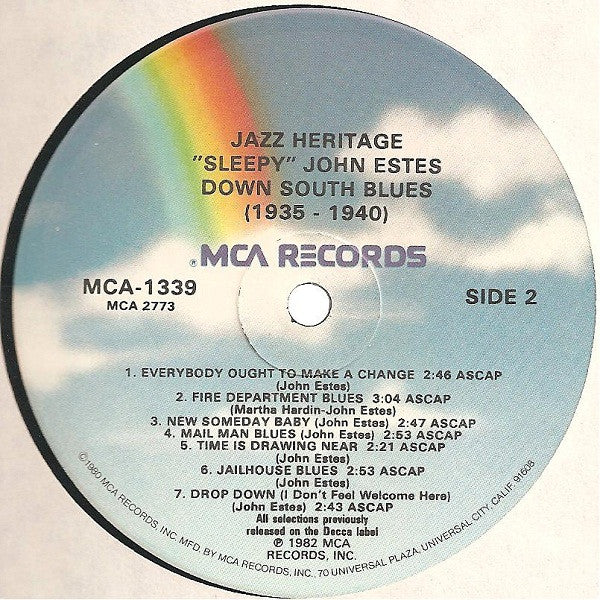 JAZZ HERITAGE
"SLEEPY" JOHN ESTES
DOWN SOUTH BLUES
(1935 - 1940)
®MCA RECORDS
MCA-1339
MCA 2773
SIDE 2
1. EVERYBODY OUGHT TO MAKE A CHANGE 2:46 ASCAP
(John Estes)
2. FIRE DEPARTMENT BLUES 3:04 ASCAP
(Martha Hardin-John Estes)
3. NEW SOMEDAY BABY (John Estes) 2:47 ASCAP
4. MAIL MAN BLUES (John Estes) 2:53 ASCAP
5. TIME IS DRAWING NEAR 2:21 ASCAP
(John Estes)
6. JAILHOUSE BLUES 2:53 ASCAP
(John Estes)
7. DROP DOWN (I Don't Feel Welcome Here)
(John Estes) 2:43 ASCAP
All selections previously
released on the Decca label
℗ 1982 MCA
RECORDS, INC.
©1980 MCA RECORDS, INC. MFD. BY MCA RECORDS, INC., 70 UNIVERSAL PLAZA, UNIVERSAL CITY, CALIF. 91608